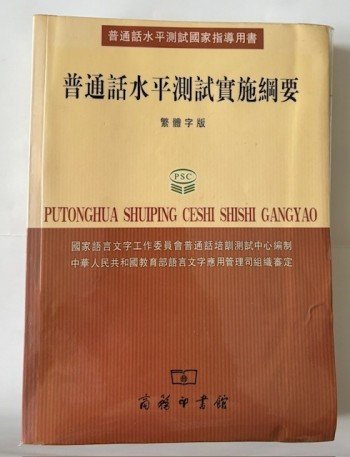 普通話水平測試國家指導用書
普通話水平測試實施綱要
繁體字版
PSC
PUTONGHUA SHUIPING CESHI SHISHI GANGYAO
國家語言文字工作委員會普通話培訓測試中心編制
中華人民共和國教育部語言文字應用管理司組織審定
商務印書館